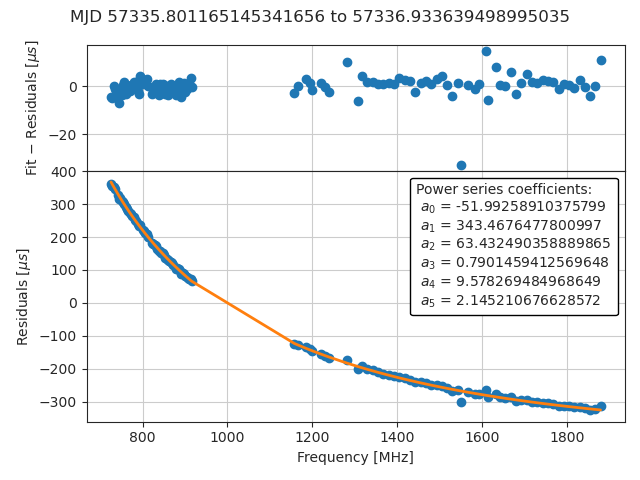 MJD 57335.801165145341656 to 57336.933639498995035
Fit − Residuals [μs]
0
−20
Residuals [μs]
400
300
200
100
0
−100
−200
−300
Power series coefficients:
a0 = -51.99258910375799
a1 = 343.4676477800997
a2 = 63.432490358889865
a3 = 0.7901459412569648
a4 = 9.578269484968649
a5 = 2.145210676628572
800 1000 1200 1400 1600 1800
Frequency [MHz]